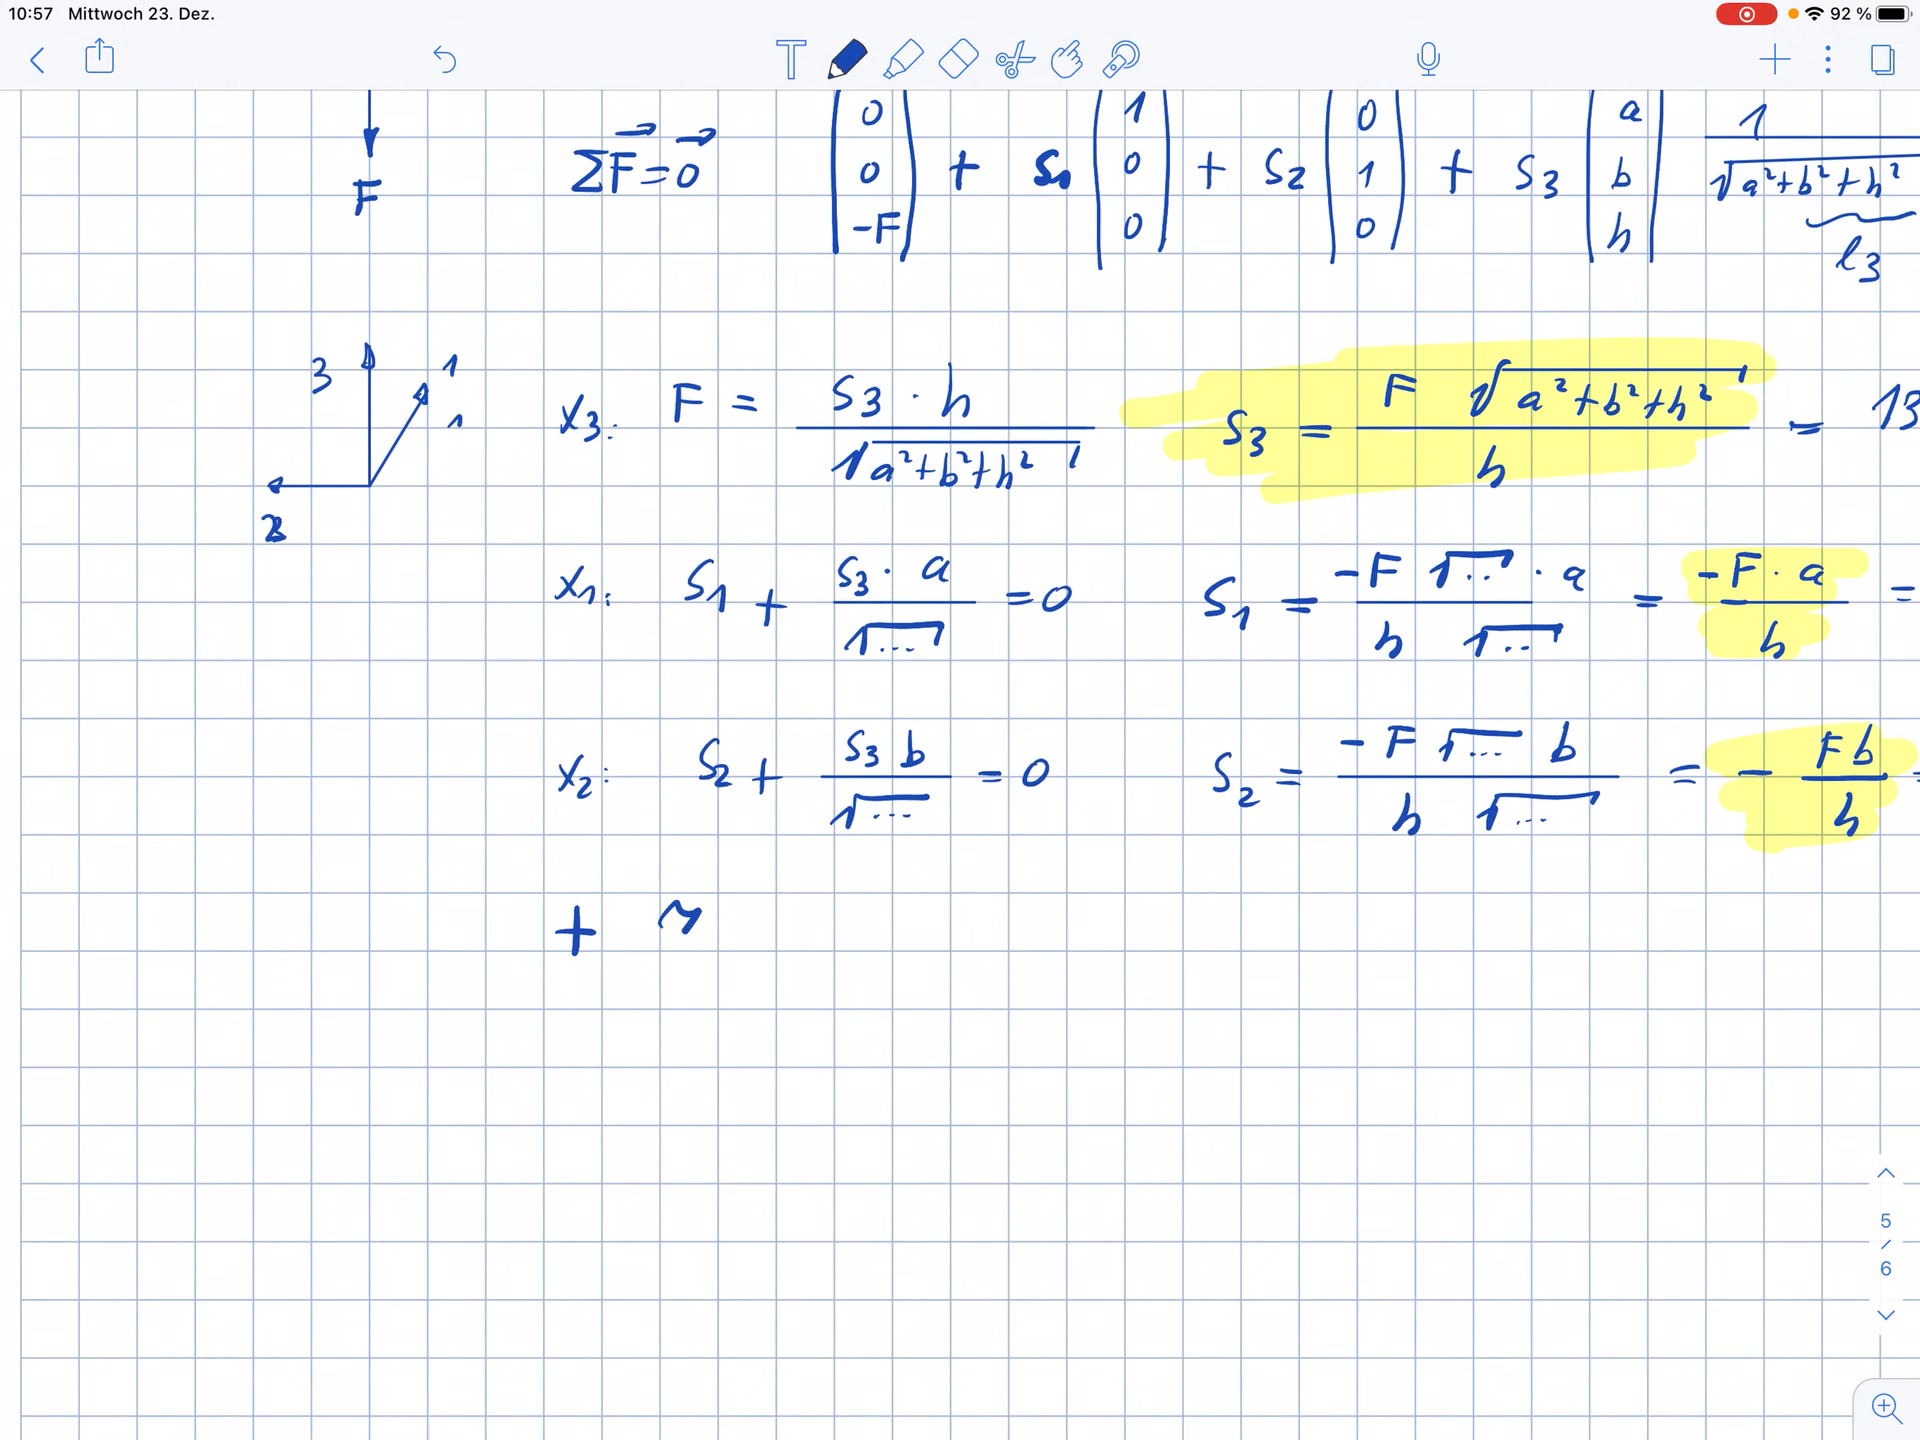 10:57 Mittwoch 23. Dez. 92 %
T
F
ΣF⃗ = 0⃗ (0 0 -F) + S1 (1 0 0) + S2 (0 1 0) + S3 (a b h) 1/√(a²+b²+h²)
l3
3 1
1
x3: F = S3 · h / √(a²+b²+h²) S3 = F √(a²+b²+h²) / h = 13
2
x1: S1 + S3 · a / √... = 0 S1 = -F √... · a / h √... = -F · a / h =
x2: S2 + S3 b / √... = 0 S2 = -F √... b / h √... = - F b / h =
+
5
/
6